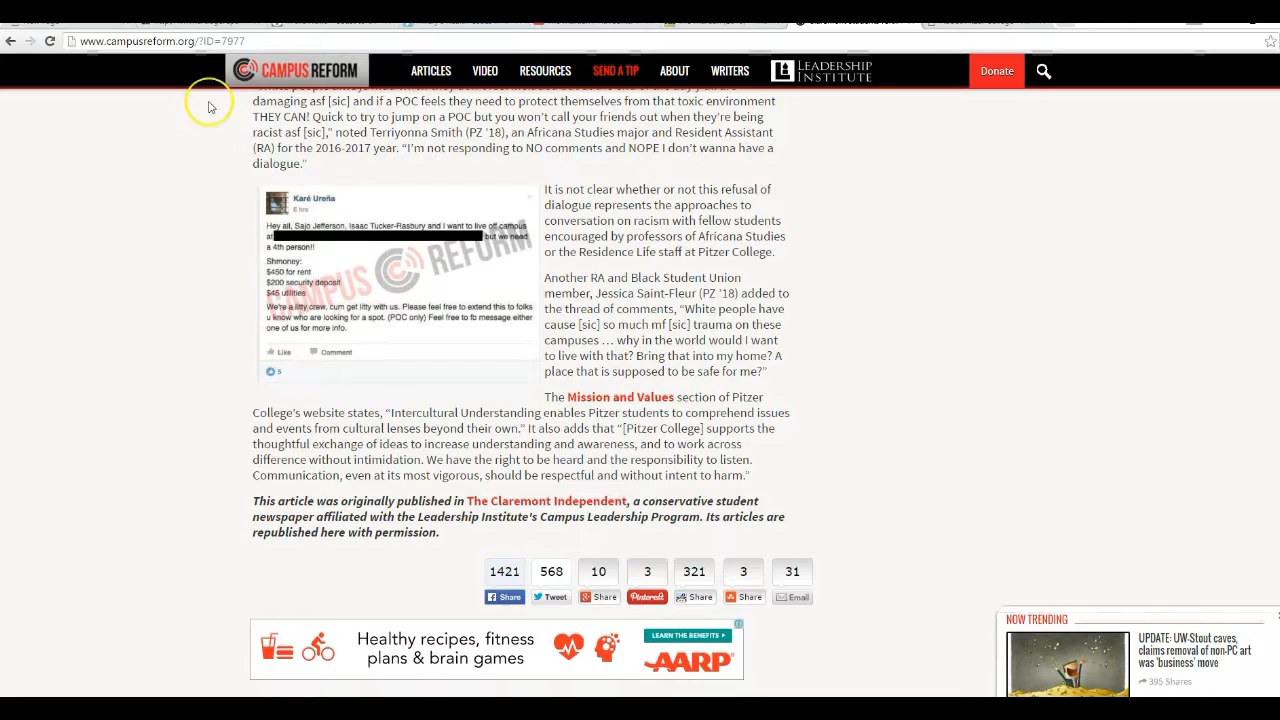 www.campusreform.org/?ID=7977
CAMPUS REFORM
ARTICLES VIDEO RESOURCES SEND A TIP ABOUT WRITERS LEADERSHIP INSTITUTE Donate
damaging asf [sic] and if a POC feels they need to protect themselves from that toxic environment
THEY CAN! Quick to try to jump on a POC but you won't call your friends out when they're being
racist asf [sic],” noted Terriyonna Smith (PZ '18), an Africana Studies major and Resident Assistant
(RA) for the 2016-2017 year. “I'm not responding to NO comments and NOPE I don't wanna have a
dialogue.”
Karé Ureña
6 hrs
Hey all, Sajo Jefferson, Isaac Tucker-Rasbury and I want to live off campus
at but we need
a 4th person!!
Shmoney:
$450 for rent
$200 security deposit
$45 utilities
We're a litty crew, cum get litty with us. Please feel free to extend this to folks
u know who are looking for a spot. (POC only) Feel free to fb message either
one of us for more info.
Like Comment
5
CAMPUS REFORM
It is not clear whether or not this refusal of
dialogue represents the approaches to
conversation on racism with fellow students
encouraged by professors of Africana Studies
or the Residence Life staff at Pitzer College.
Another RA and Black Student Union
member, Jessica Saint-Fleur (PZ '18) added to
the thread of comments, “White people have
cause [sic] so much mf [sic] trauma on these
campuses … why in the world would I want
to live with that? Bring that into my home? A
place that is supposed to be safe for me?”
The Mission and Values section of Pitzer
College's website states, “Intercultural Understanding enables Pitzer students to comprehend issues
and events from cultural lenses beyond their own.” It also adds that “[Pitzer College] supports the
thoughtful exchange of ideas to increase understanding and awareness, and to work across
difference without intimidation. We have the right to be heard and the responsibility to listen.
Communication, even at its most vigorous, should be respectful and without intent to harm.”
This article was originally published in The Claremont Independent, a conservative student
newspaper affiliated with the Leadership Institute's Campus Leadership Program. Its articles are
republished here with permission.
1421 568 10 3 321 3 31
Share Tweet Share Pinterest Share Share Email
Healthy recipes, fitness
plans & brain games
LEARN THE BENEFITS
AARP
NOW TRENDING
UPDATE: UW-Stout caves,
claims removal of non-PC art
was 'business' move
395 Shares